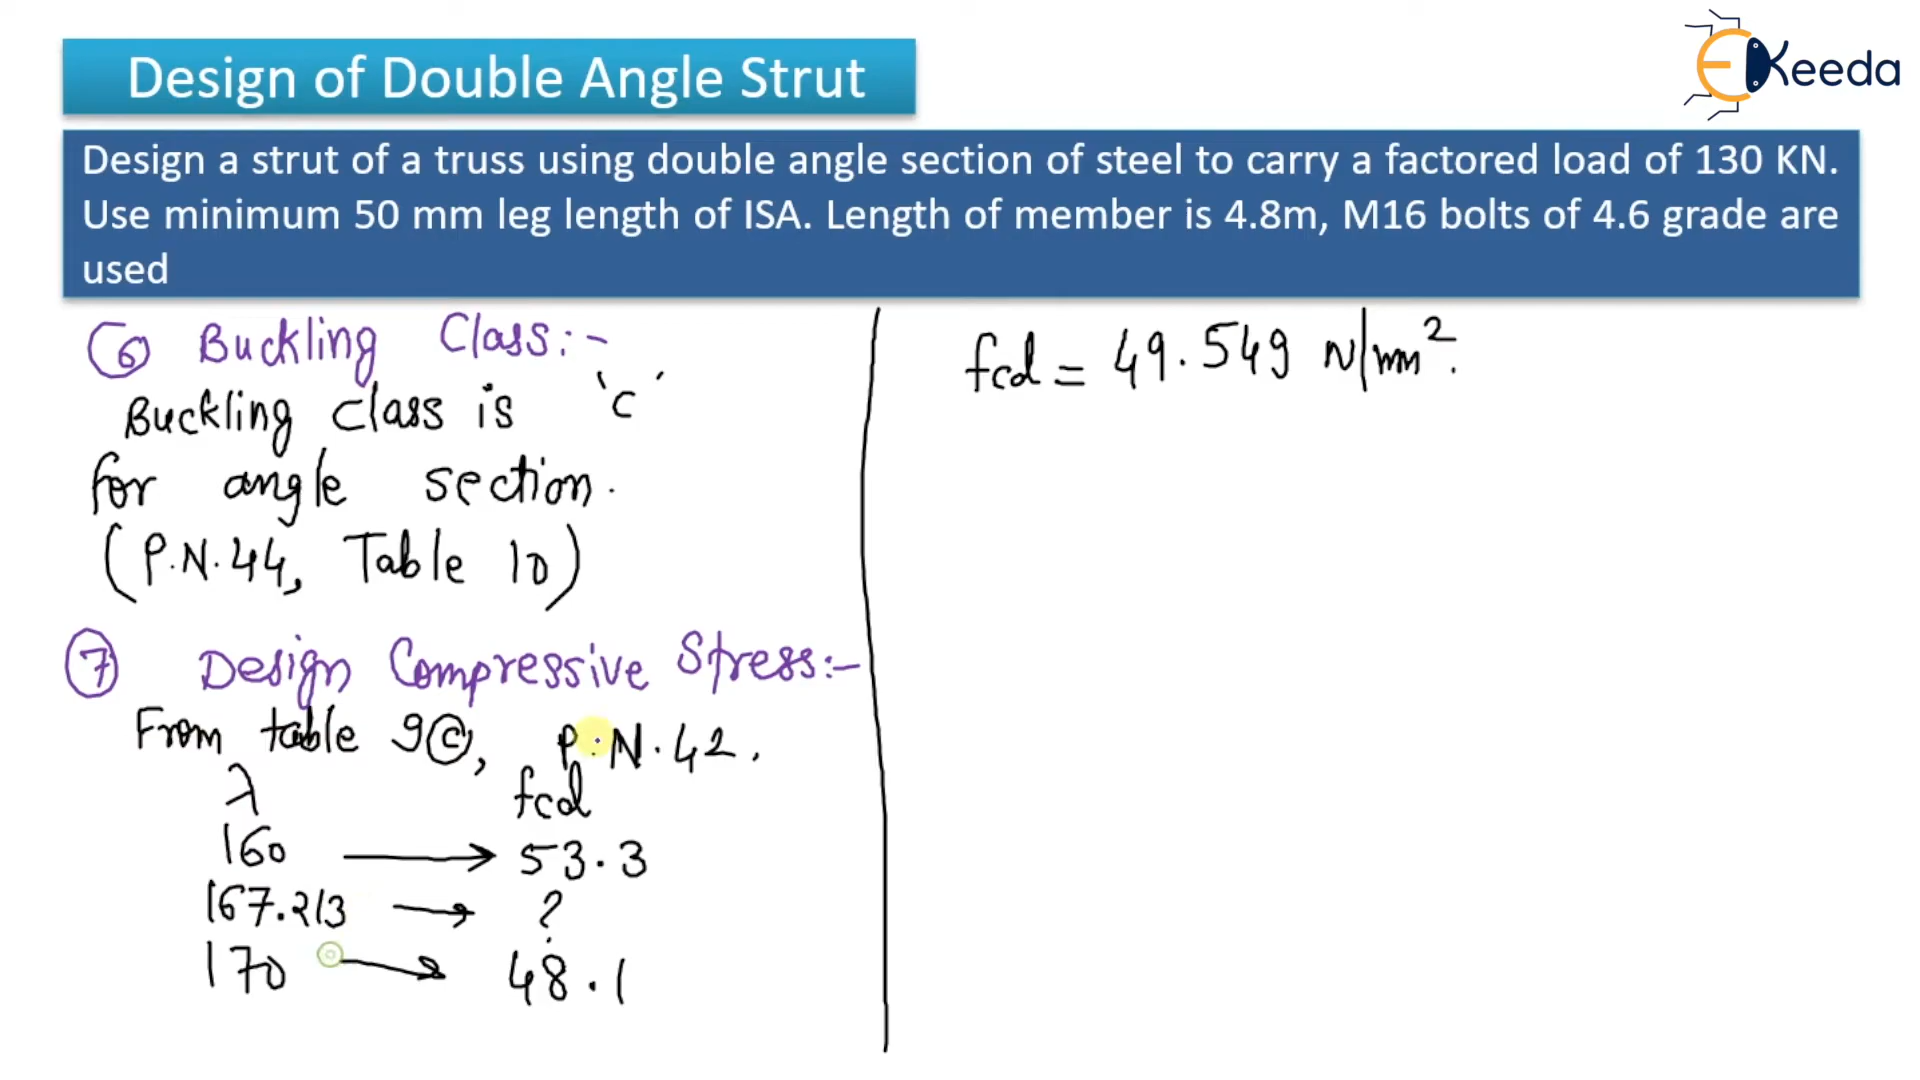 Design of Double Angle Strut
Keeda
Design a strut of a truss using double angle section of steel to carry a factored load of 130 KN.
Use minimum 50 mm leg length of ISA. Length of member is 4.8m, M16 bolts of 4.6 grade are
used
⑥ Buckling Class:-
Buckling class is 'c'
for angle section.
(P.N.44, Table 10)
⑦ Design Compressive Stress:-
From table 9ⓒ, P.N.42.
λ fcd
160 → 53.3
167.213 → ?
170 → 48.1
fcd = 49.549 N/mm².